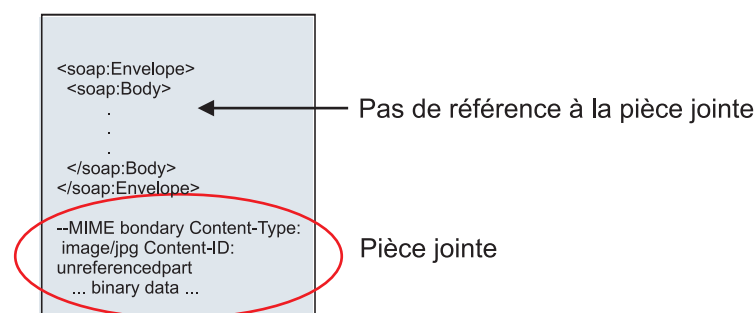 <soap:Envelope>
<soap:Body>
.
.
.
</soap:Body>
</soap:Envelope>
Pas de référence à la pièce jointe
--MIME bondary Content-Type:
image/jpg Content-ID:
unreferencedpart
... binary data ...
Pièce jointe